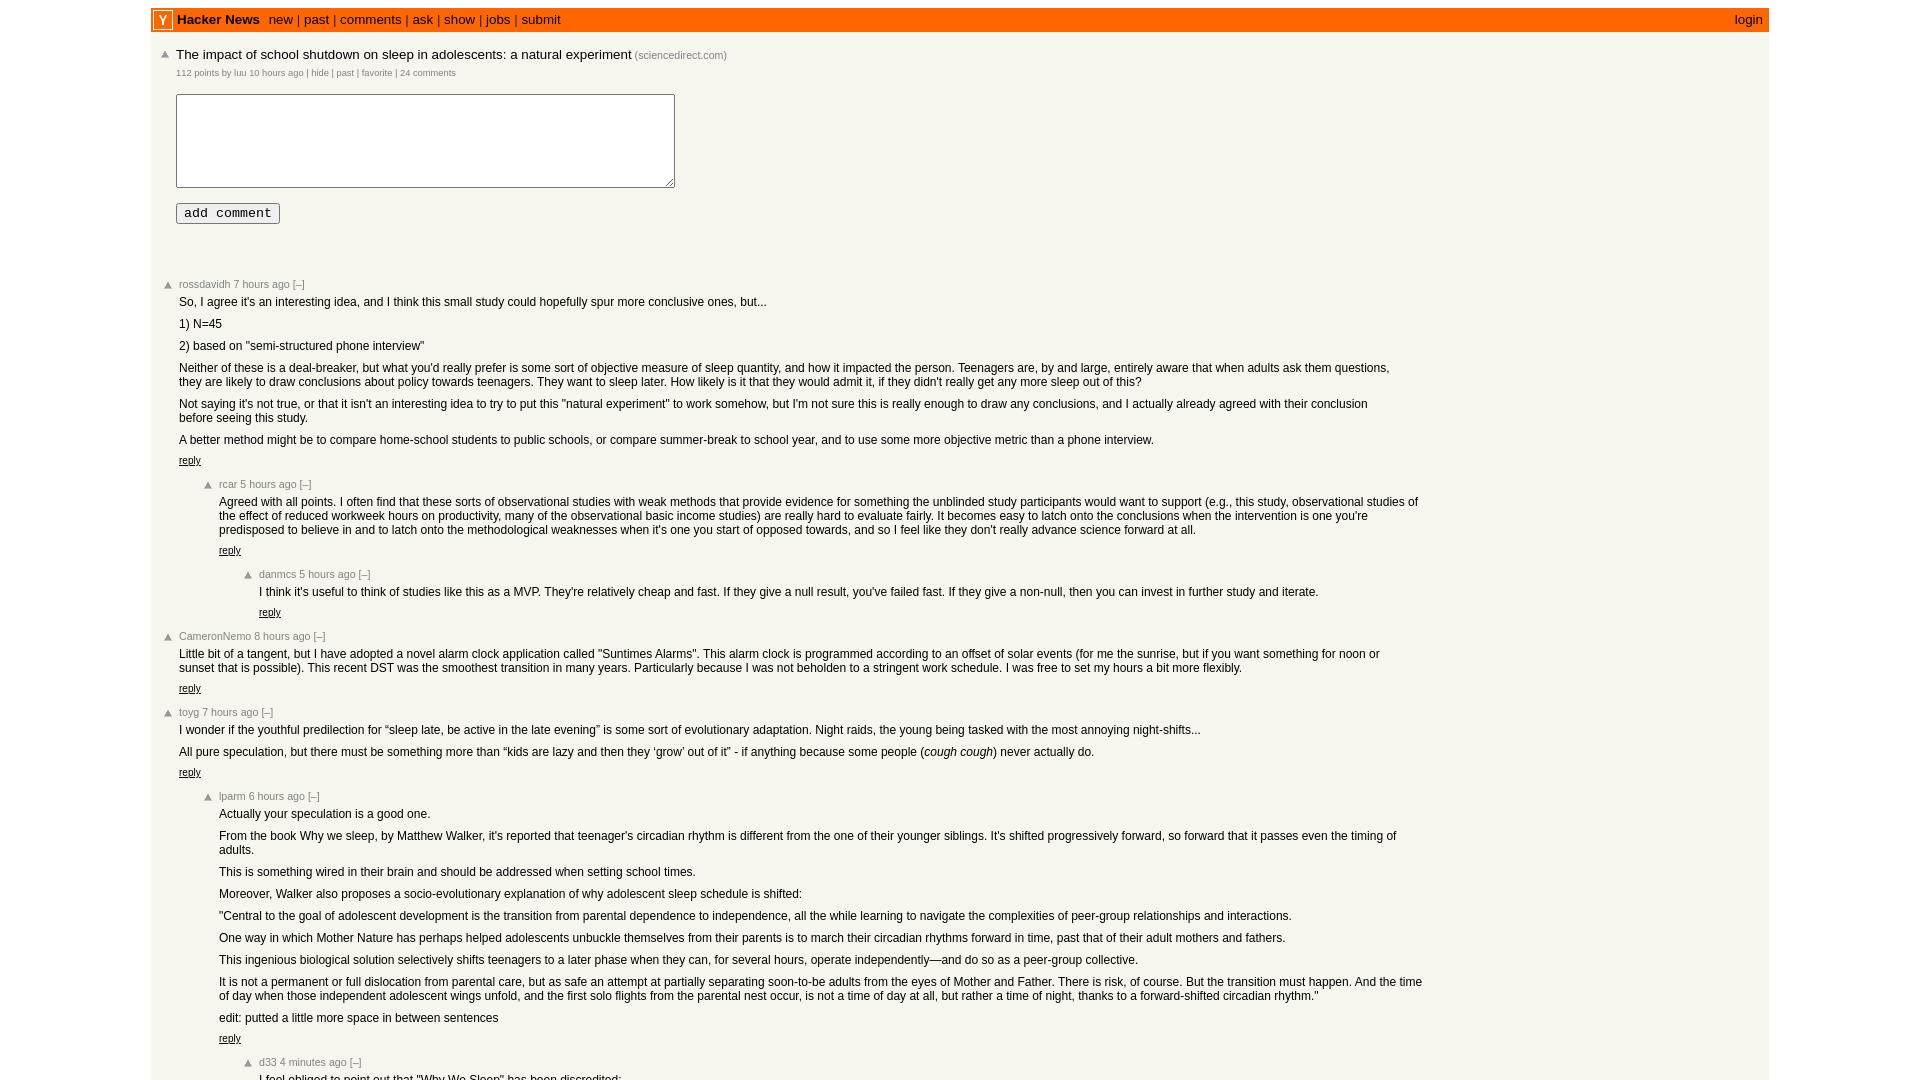 Y Hacker News new | past | comments | ask | show | jobs | submit login
The impact of school shutdown on sleep in adolescents: a natural experiment (sciencedirect.com)
112 points by luu 10 hours ago | hide | past | favorite | 24 comments
add comment
rossdavidh 7 hours ago [–]
So, I agree it's an interesting idea, and I think this small study could hopefully spur more conclusive ones, but...
1) N=45
2) based on "semi-structured phone interview"
Neither of these is a deal-breaker, but what you'd really prefer is some sort of objective measure of sleep quantity, and how it impacted the person. Teenagers are, by and large, entirely aware that when adults ask them questions,
they are likely to draw conclusions about policy towards teenagers. They want to sleep later. How likely is it that they would admit it, if they didn't really get any more sleep out of this?
Not saying it's not true, or that it isn't an interesting idea to try to put this "natural experiment" to work somehow, but I'm not sure this is really enough to draw any conclusions, and I actually already agreed with their conclusion
before seeing this study.
A better method might be to compare home-school students to public schools, or compare summer-break to school year, and to use some more objective metric than a phone interview.
reply
rcar 5 hours ago [–]
Agreed with all points. I often find that these sorts of observational studies with weak methods that provide evidence for something the unblinded study participants would want to support (e.g., this study, observational studies of
the effect of reduced workweek hours on productivity, many of the observational basic income studies) are really hard to evaluate fairly. It becomes easy to latch onto the conclusions when the intervention is one you're
predisposed to believe in and to latch onto the methodological weaknesses when it's one you start of opposed towards, and so I feel like they don't really advance science forward at all.
reply
danmcs 5 hours ago [–]
I think it's useful to think of studies like this as a MVP. They're relatively cheap and fast. If they give a null result, you've failed fast. If they give a non-null, then you can invest in further study and iterate.
reply
CameronNemo 8 hours ago [–]
Little bit of a tangent, but I have adopted a novel alarm clock application called "Suntimes Alarms". This alarm clock is programmed according to an offset of solar events (for me the sunrise, but if you want something for noon or
sunset that is possible). This recent DST was the smoothest transition in many years. Particularly because I was not beholden to a stringent work schedule. I was free to set my hours a bit more flexibly.
reply
toyg 7 hours ago [–]
I wonder if the youthful predilection for “sleep late, be active in the late evening” is some sort of evolutionary adaptation. Night raids, the young being tasked with the most annoying night-shifts...
All pure speculation, but there must be something more than “kids are lazy and then they ‘grow’ out of it” - if anything because some people (cough cough) never actually do.
reply
lparm 6 hours ago [–]
Actually your speculation is a good one.
From the book Why we sleep, by Matthew Walker, it's reported that teenager's circadian rhythm is different from the one of their younger siblings. It's shifted progressively forward, so forward that it passes even the timing of
adults.
This is something wired in their brain and should be addressed when setting school times.
Moreover, Walker also proposes a socio-evolutionary explanation of why adolescent sleep schedule is shifted:
"Central to the goal of adolescent development is the transition from parental dependence to independence, all the while learning to navigate the complexities of peer-group relationships and interactions.
One way in which Mother Nature has perhaps helped adolescents unbuckle themselves from their parents is to march their circadian rhythms forward in time, past that of their adult mothers and fathers.
This ingenious biological solution selectively shifts teenagers to a later phase when they can, for several hours, operate independently—and do so as a peer-group collective.
It is not a permanent or full dislocation from parental care, but as safe an attempt at partially separating soon-to-be adults from the eyes of Mother and Father. There is risk, of course. But the transition must happen. And the time
of day when those independent adolescent wings unfold, and the first solo flights from the parental nest occur, is not a time of day at all, but rather a time of night, thanks to a forward-shifted circadian rhythm."
edit: putted a little more space in between sentences
reply
d33 4 minutes ago [–]
I feel obliged to point out that "Why We Sleep" has been discredited: